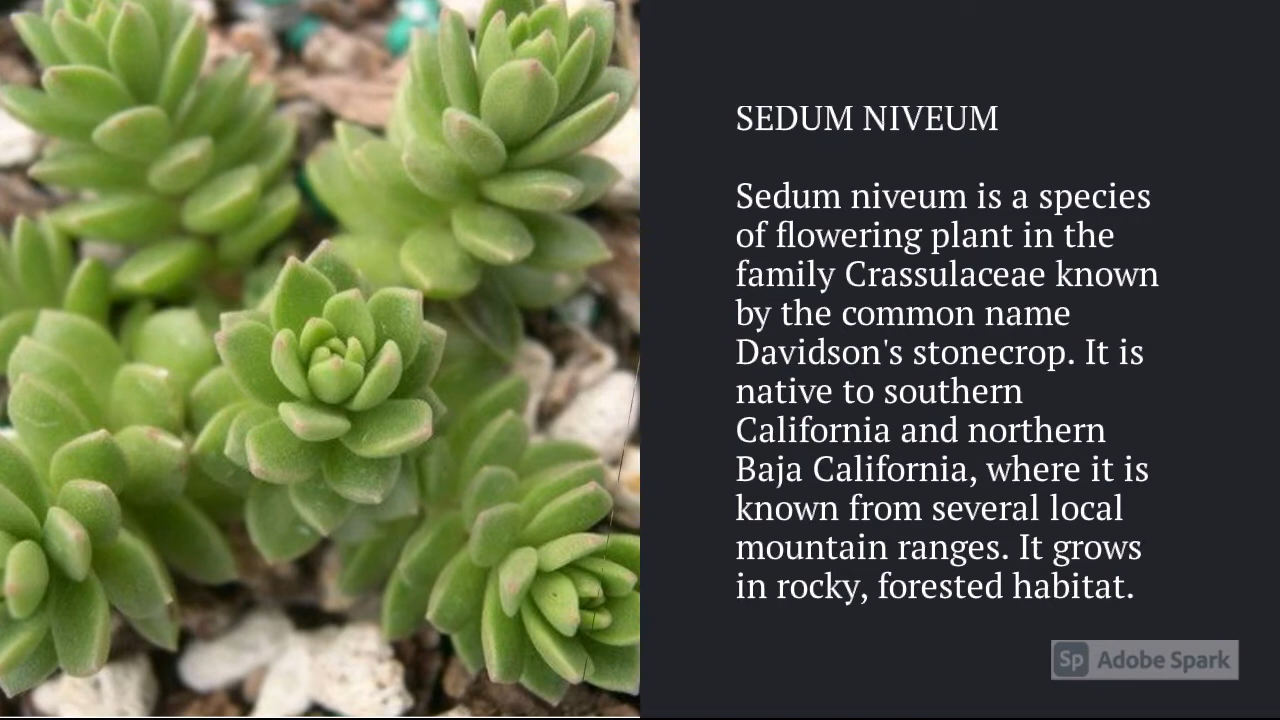 SEDUM NIVEUM
Sedum niveum is a species
of flowering plant in the
family Crassulaceae known
by the common name
Davidson's stonecrop. It is
native to southern
California and northern
Baja California, where it is
known from several local
mountain ranges. It grows
in rocky, forested habitat.
Sp Adobe Spark